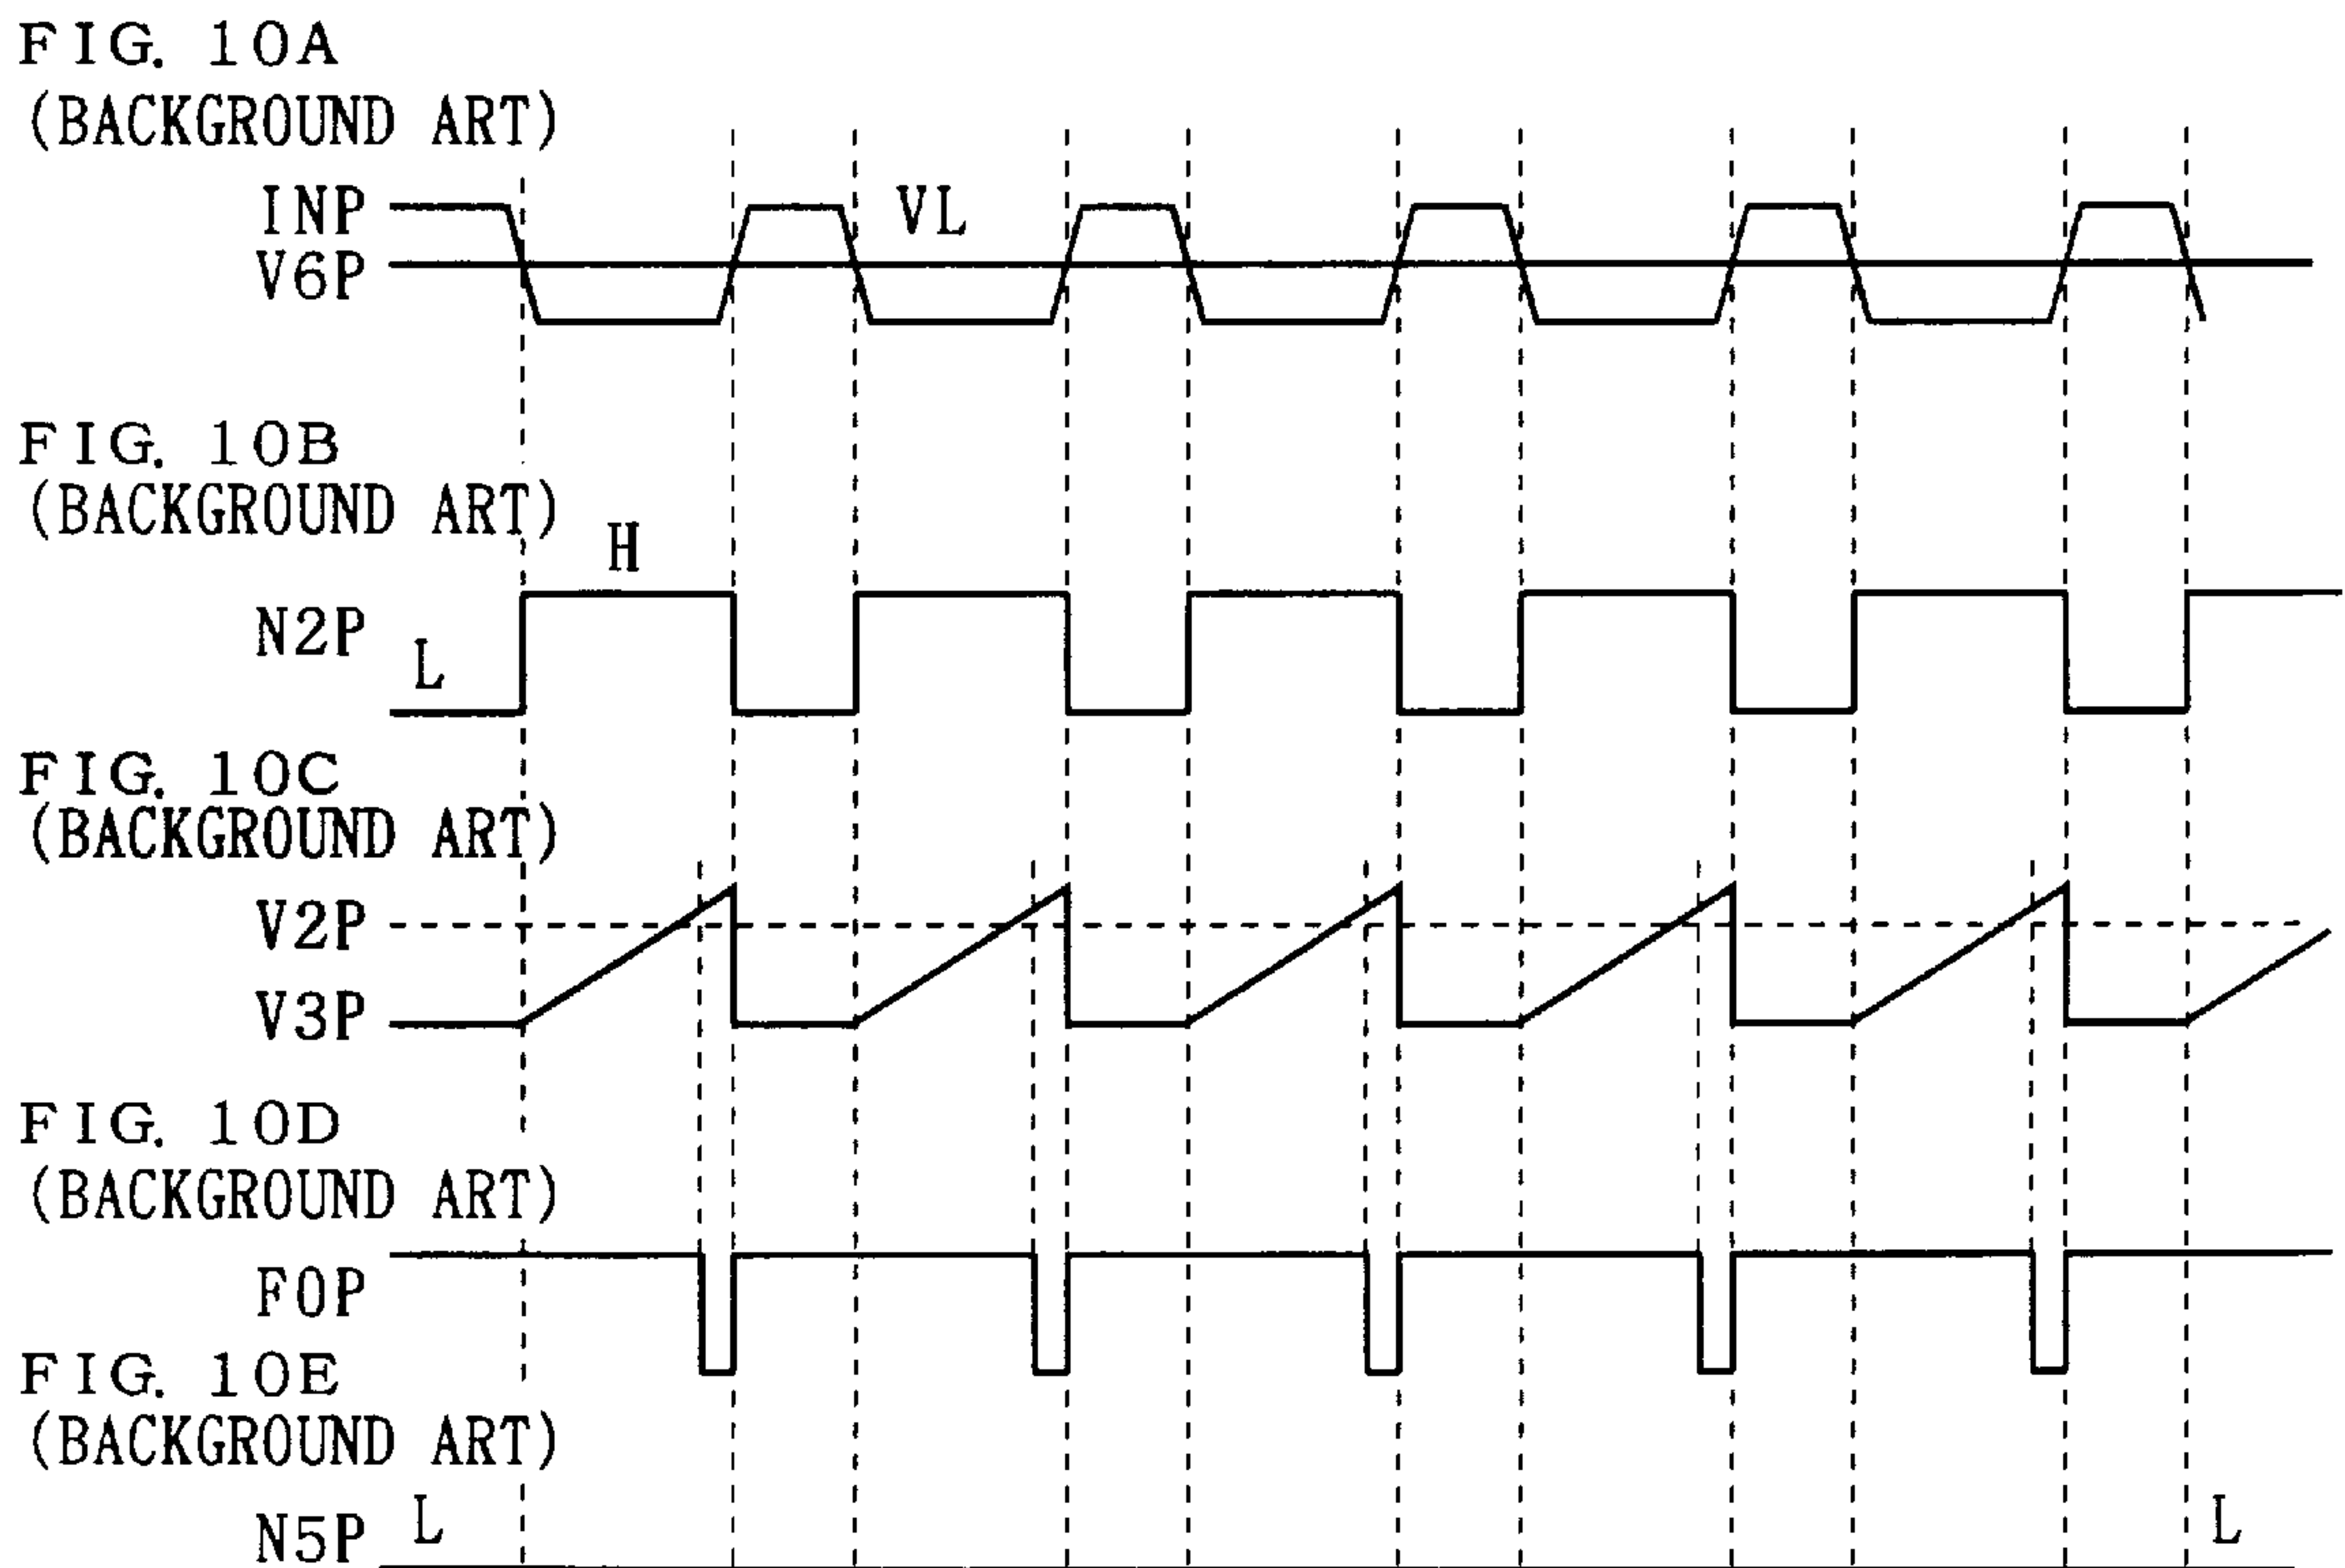 FIG. 10A
(BACKGROUND ART)
INP
VL
V6P
FIG. 10B
(BACKGROUND ART)
H
N2P
L
FIG. 10C
(BACKGROUND ART)
V2P
V3P
FIG. 10D
(BACKGROUND ART)
FOP
FIG. 10E
(BACKGROUND ART)
N5P L L